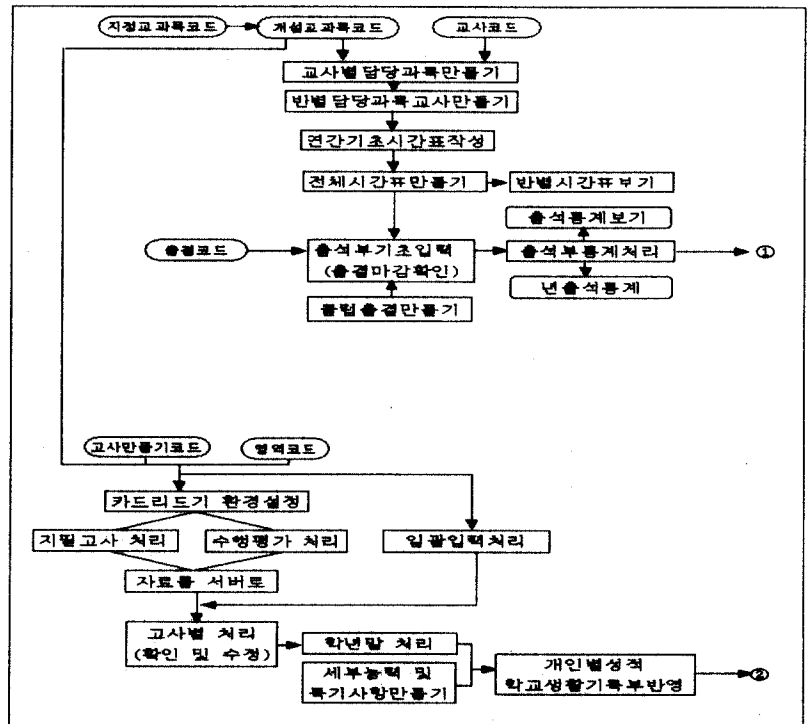 지정교과목코드
개설교과목코드
교사코드
교사별담당과목만들기
반별담당과목교사만들기
연간기초시간표작성
전체시간표만들기
반별시간표보기
출석통계보기
출결코드
출석부기초입력
(출결마감확인)
출석부통계처리
①
년출석통계
클럽출결만들기
고사만들기코드
영역코드
카드리드기 환경설정
지필고사 처리
수행평가 처리
일괄입력처리
자료를 서버로
고사별 처리
(확인 및 수정)
학년말 처리
세부능력 및
특기사항만들기
개인별성적
학교생활기록부반영
②